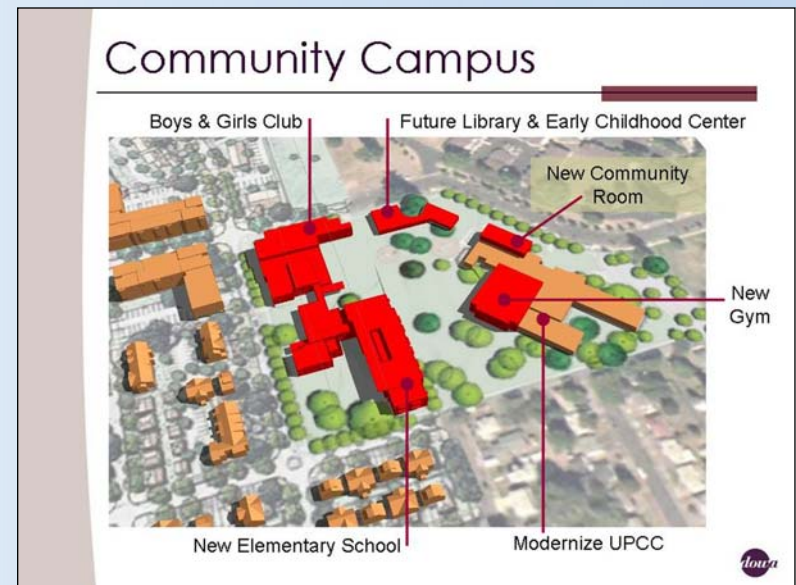 Community Campus
Boys & Girls Club
Future Library & Early Childhood Center
New Community
Room
New
Gym
New Elementary School
Modernize UPCC
dowa